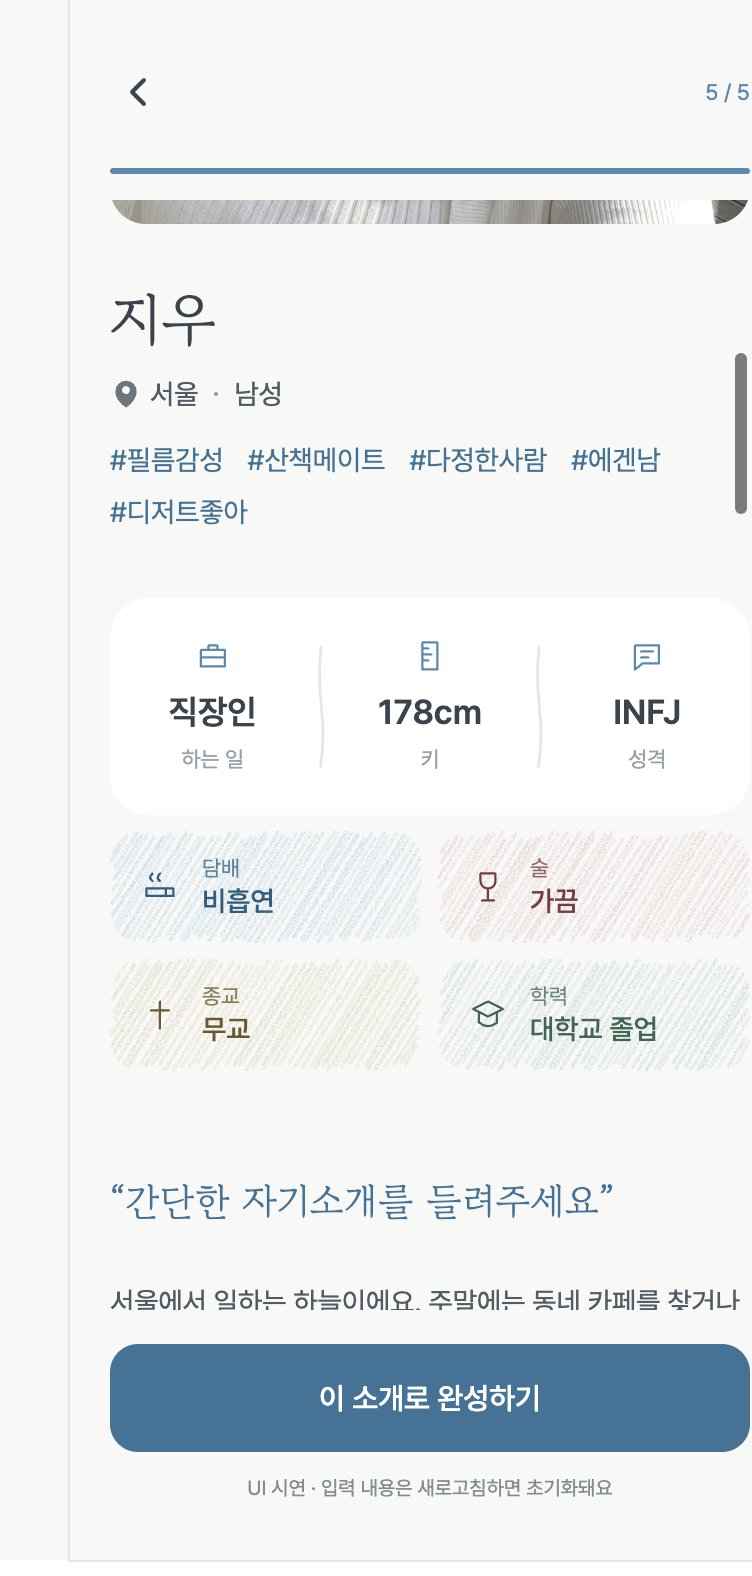 5 / 5
지우
서울 · 남성
#필름감성 #산책메이트 #다정한사람 #에겐남
#디저트좋아
직장인 178cm INFJ
하는 일 키 성격
담배 술
비흡연 가끔
종교 학력
무교 대학교 졸업
“간단한 자기소개를 들려주세요”
서울에서 일하는 하늘이에요. 주말에는 동네 카페를 찾거나
이 소개로 완성하기
UI 시연 · 입력 내용은 새로고침하면 초기화돼요